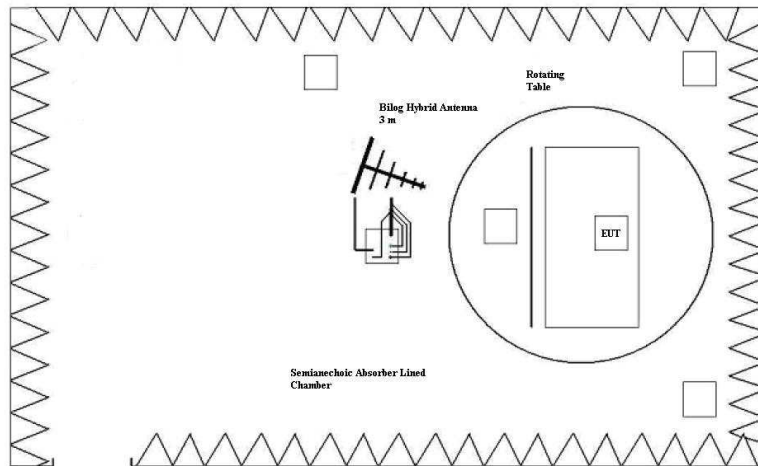 Rotating
Table
Bilog Hybrid Antenna
3 m
EUT
Semianechoic Absorber Lined
Chamber